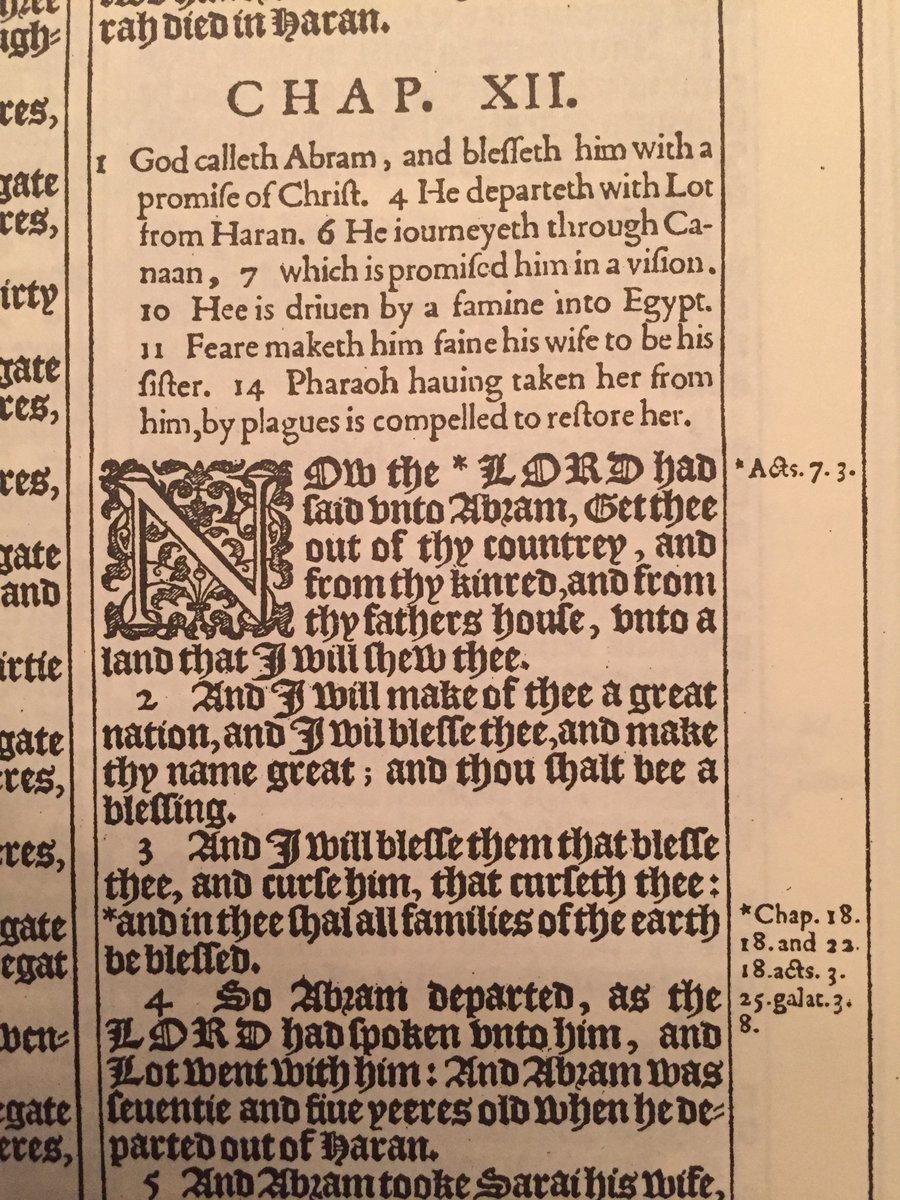 ugh⸗
res,
gate
res,
irty
gate
res,
res,
gate
and
irtie
gate
eres,
eres,
gate
egat
wen⸗
egate
eres,
rah died in Haran.
CHAP. XII.
1 God calleth Abram, and bleſſeth him with a
promiſe of Chriſt. 4 He departeth with Lot
from Haran. 6 He iourneyeth through Ca-
naan, 7 which is promiſed him in a viſion.
10 Hee is driuen by a famine into Egypt.
11 Feare maketh him faine his wife to be his
ſiſter. 14 Pharaoh hauing taken her from
him, by plagues is compelled to reſtore her.
NOw the * LORD had
ſaid vnto Abram, Get thee
out of thy countrey, and
from thy kinred, and from
thy fathers houſe, vnto a
land that I will ſhew thee.
2 And I will make of thee a great
nation, and I wil bleſſe thee, and make
thy name great; and thou ſhalt bee a
bleſſing.
3 And I will bleſſe them that bleſſe
thee, and curſe him, that curſeth thee:
*and in thee ſhal all families of the earth
be bleſſed.
4 So Abram departed, as the
LORD had ſpoken vnto him, and
Lot went with him: And Abram was
ſeuentie and fiue yeeres old when he de⸗
parted out of Haran.
5 And Abram tooke Sarai his wife,
*Acts. 7. 3.
*Chap. 18.
18. and 22.
18. acts. 3.
25. galat. 3.
8.